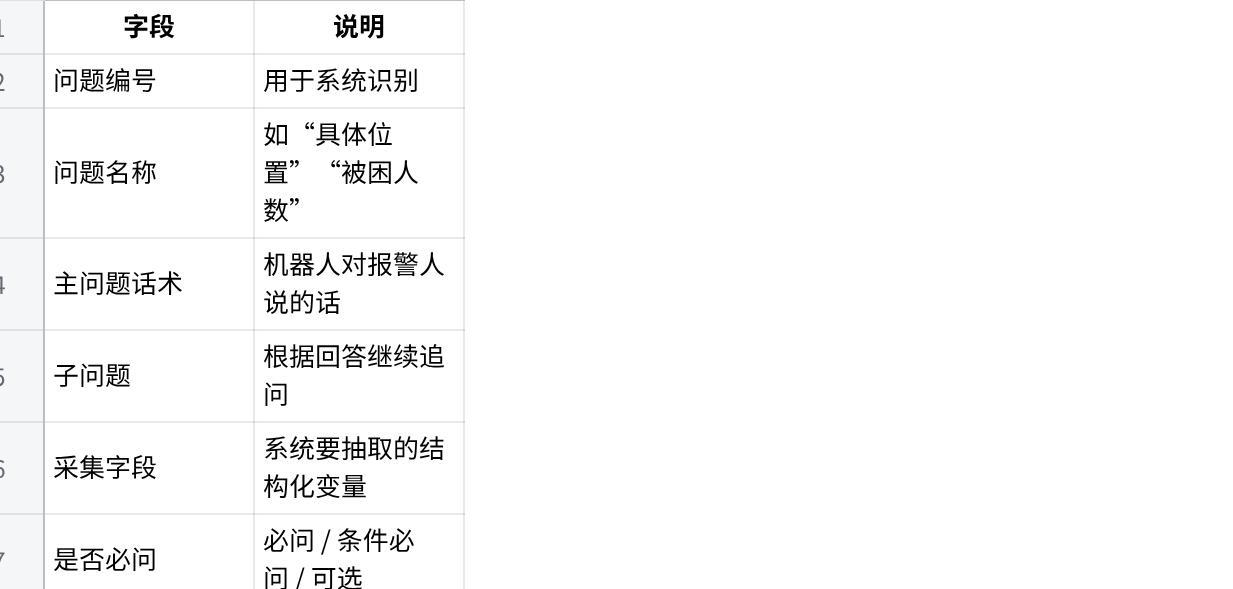 字段 说明
2 问题编号 用于系统识别
如“具体位
3 问题名称 置” “被困人
数”
4 主问题话术 机器人对报警人
说的话
5 子问题 根据回答继续追
问
6 采集字段 系统要抽取的结
构化变量
7 是否必问 必问 / 条件必
问 / 可选